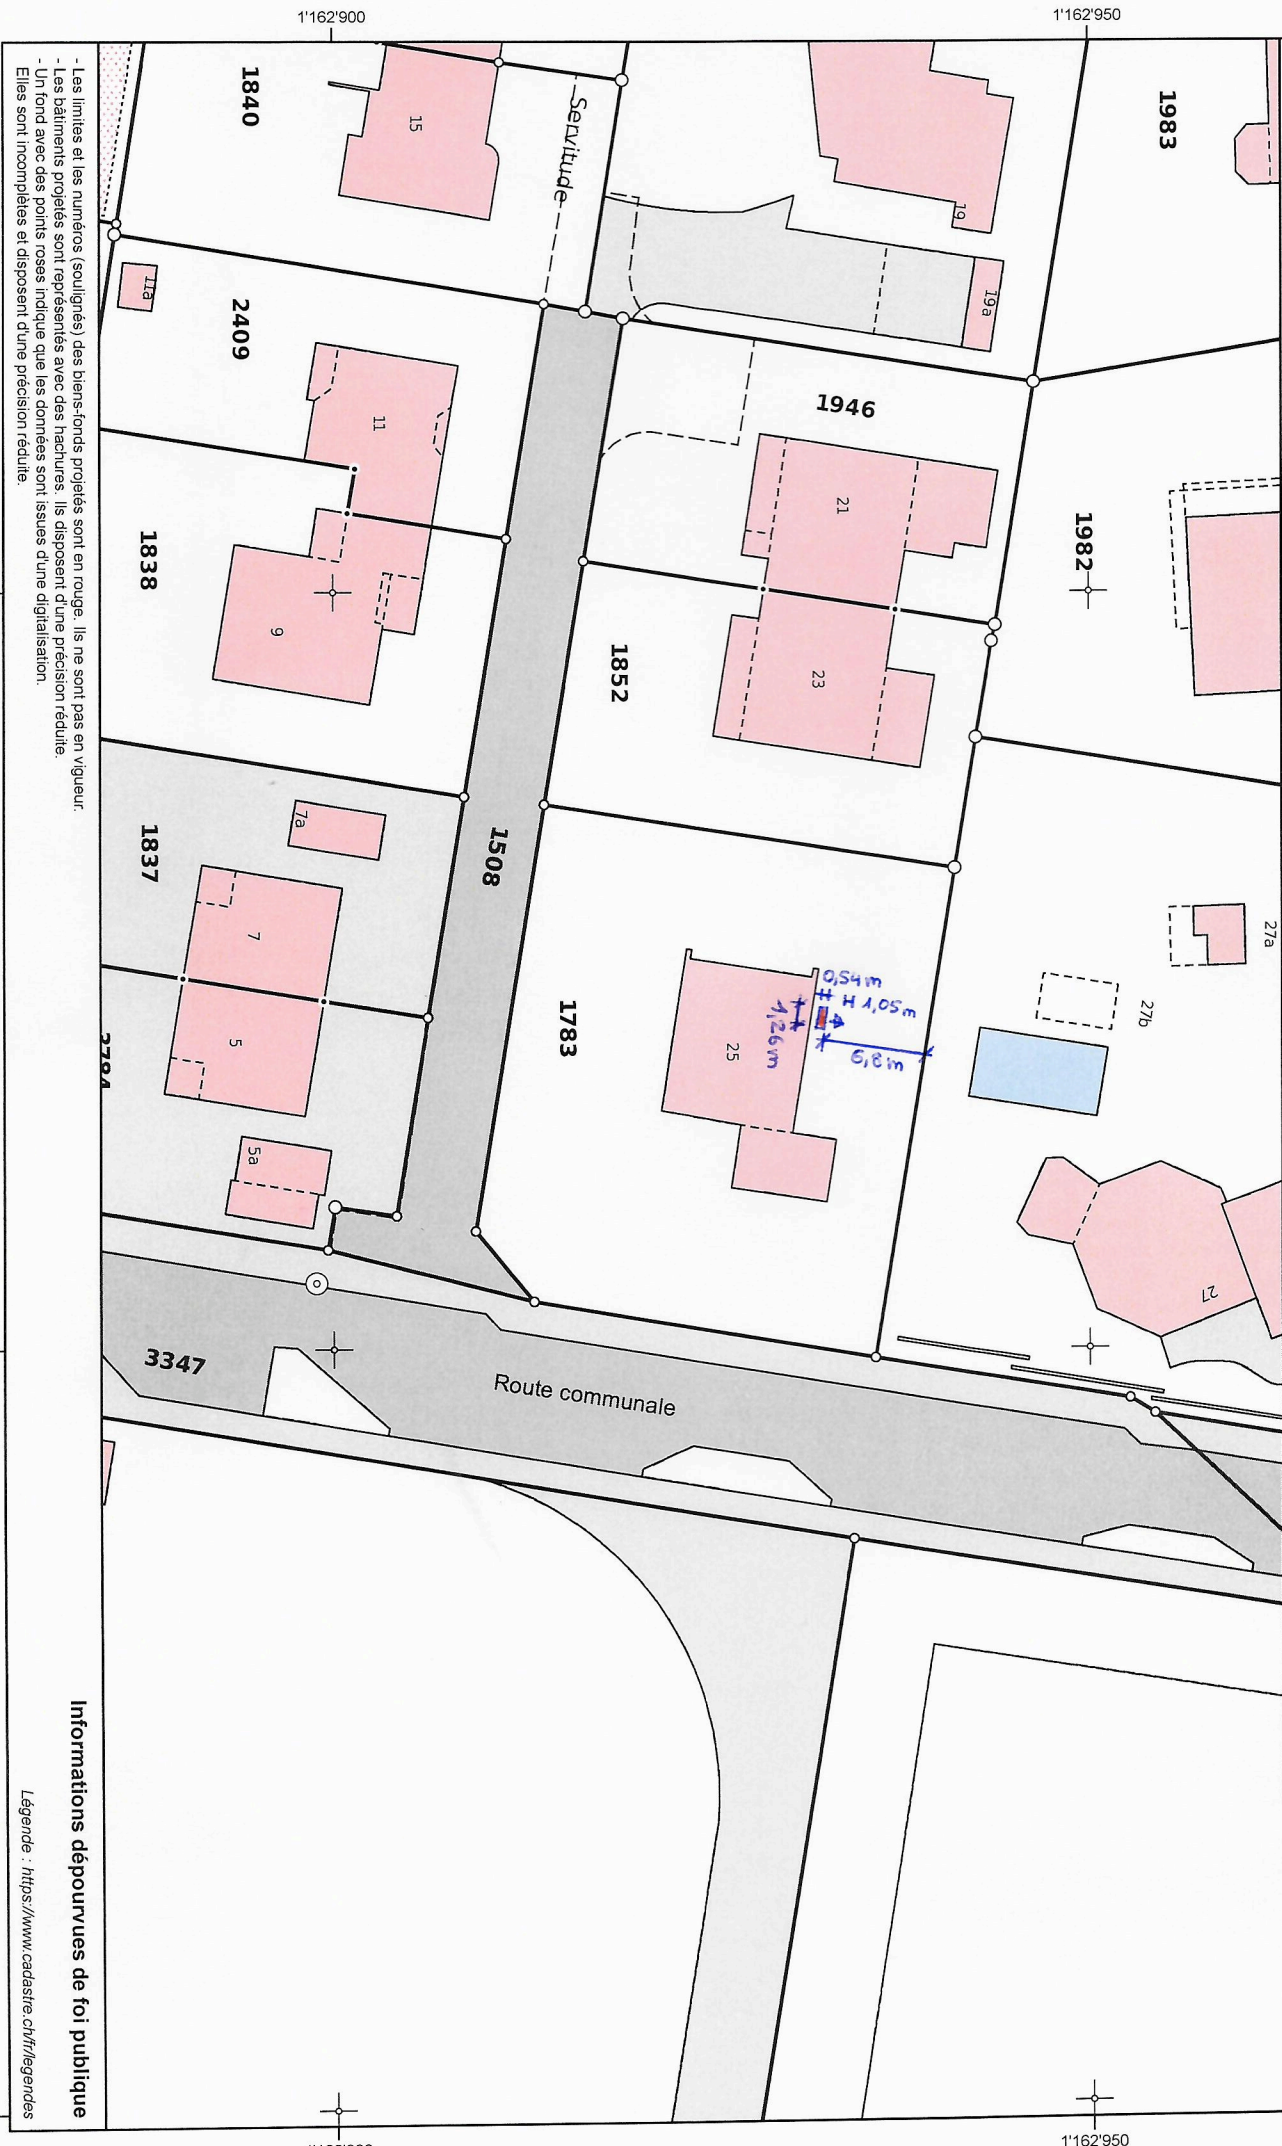 1'162'900
1'162'950
- Les limites et les numéros (soulignés) des biens-fonds projetés sont en rouge. Ils ne sont pas en vigueur.
- Les bâtiments projetés sont représentés avec des hachures. Ils disposent d'une précision réduite.
- Un fond avec des points roses indique que les données sont issues d'une digitalisation.
Elles sont incomplètes et disposent d'une précision réduite.
1840
15
Servitude
19
1983
11a
2409
19a
11
1946
21
1982
1838
9
1852
23
7a
1837
1508
7
27a
0,54 m
H 1,05 m
1,26 m
9,8 m
27b
1783
5
25
5a
27
3347
Route communale
Informations dépourvues de foi publique
Légende : https://www.cadastre.ch/fr/legendes
1'162'950